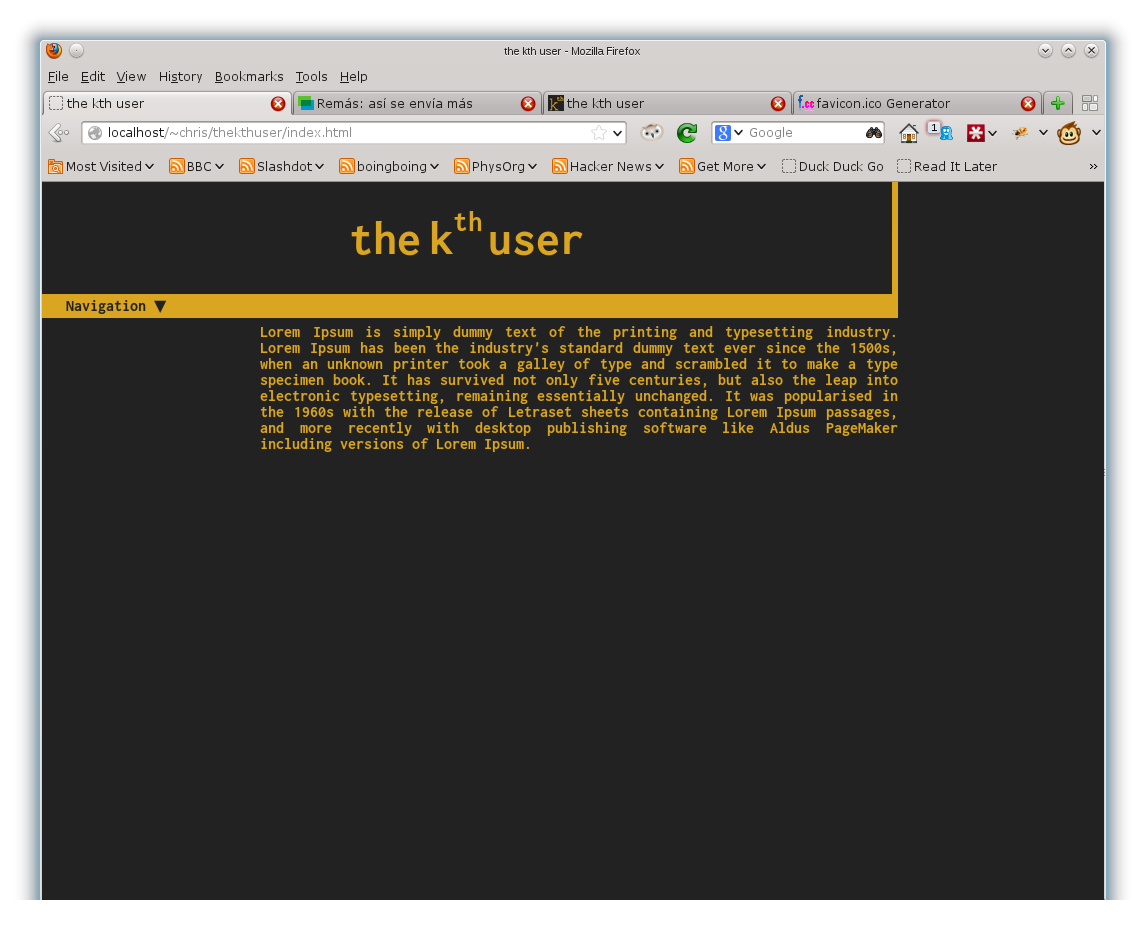 the kth user - Mozilla Firefox
File Edit View History Bookmarks Tools Help
the kth user Remás: así se envía más the kth user f.cc favicon.ico Generator
localhost/~chris/thekthuser/index.html Google 1
Most Visited BBC Slashdot boingboing PhysOrg Hacker News Get More Duck Duck Go Read It Later »
the kth user
Navigation ▼
Lorem Ipsum is simply dummy text of the printing and typesetting industry.
Lorem Ipsum has been the industry's standard dummy text ever since the 1500s,
when an unknown printer took a galley of type and scrambled it to make a type
specimen book. It has survived not only five centuries, but also the leap into
electronic typesetting, remaining essentially unchanged. It was popularised in
the 1960s with the release of Letraset sheets containing Lorem Ipsum passages,
and more recently with desktop publishing software like Aldus PageMaker
including versions of Lorem Ipsum.